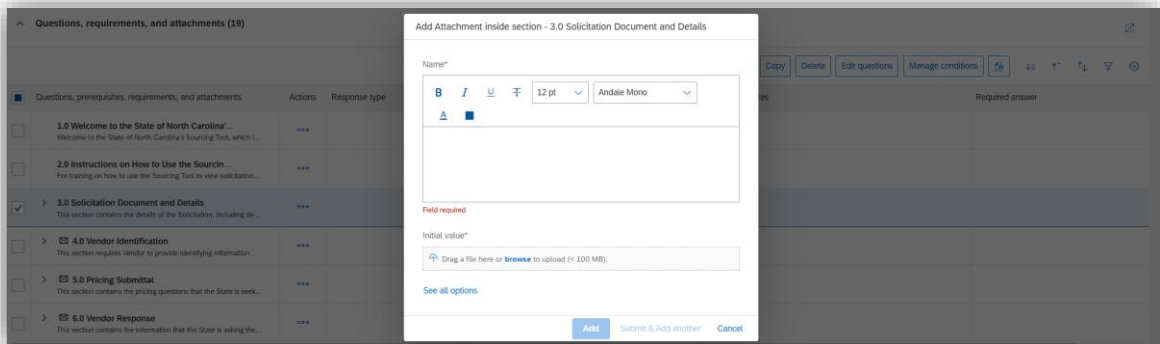 Questions, requirements, and attachments (19)
Copy Delete Edit questions Manage conditions
Questions, prerequisites, requirements, and attachments Actions Response type Required answer
1.0 Welcome to the State of North Carolina'...
Welcome to the State of North Carolina's Sourcing Tool, which i...
2.0 Instructions on How to Use the Sourcin...
For training on how to use the Sourcing Tool to view solicitation...
3.0 Solicitation Document and Details
This section contains the details of the Solicitation, including de...
4.0 Vendor Identification
This section requires Vendor to provide identifying information.
5.0 Pricing Submittal
This section contains the pricing questions that the State is seek...
6.0 Vendor Response
This section contains the information that the State is asking the...
Add Attachment inside section - 3.0 Solicitation Document and Details
Name*
B I U T 12 pt Andale Mono
A
Field required
Initial value*
Drag a file here or browse to upload (< 100 MB).
See all options
Add Submit & Add another Cancel